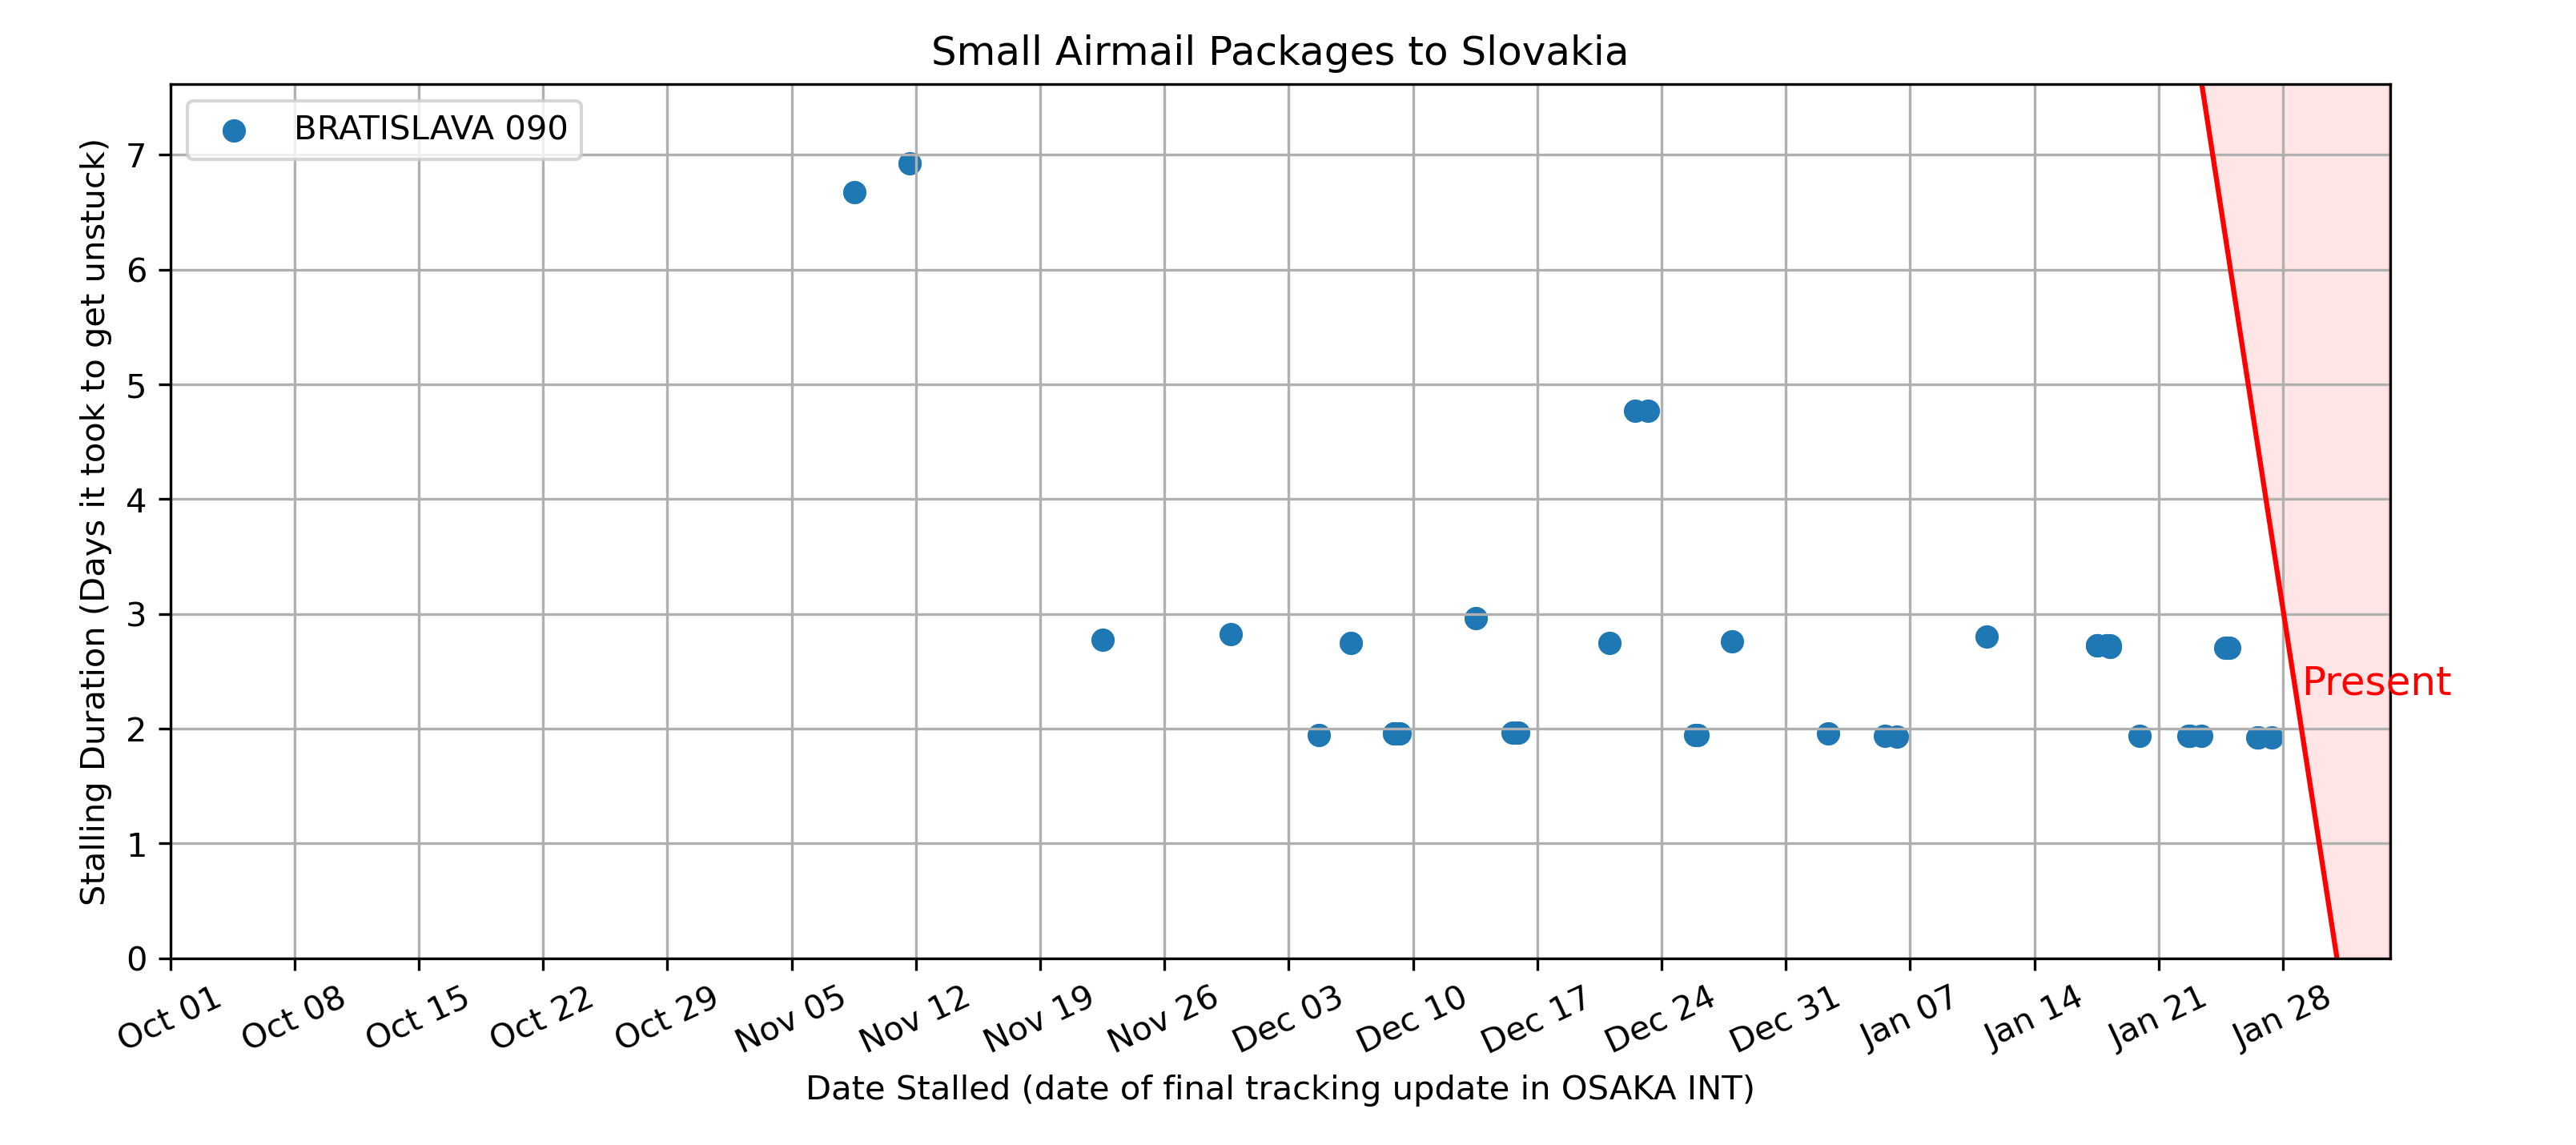 Small Airmail Packages to Slovakia
BRATISLAVA 090
Stalling Duration (Days it took to get unstuck)
7
6
5
4
3
2
1
0
Present
Oct 01
Oct 08
Oct 15
Oct 22
Oct 29
Nov 05
Nov 12
Nov 19
Nov 26
Dec 03
Dec 10
Dec 17
Dec 24
Dec 31
Jan 07
Jan 14
Jan 21
Jan 28
Date Stalled (date of final tracking update in OSAKA INT)